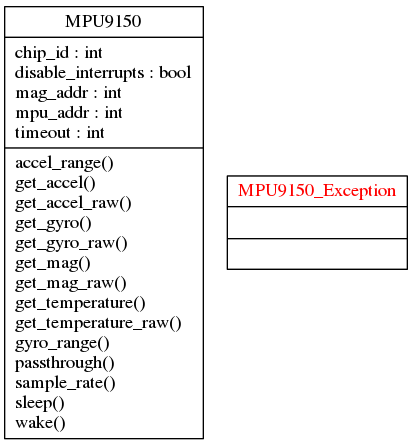 MPU9150
chip_id : int
disable_interrupts : bool
mag_addr : int
mpu_addr : int
timeout : int
accel_range()
get_accel()
get_accel_raw()
get_gyro()
get_gyro_raw()
get_mag()
get_mag_raw()
get_temperature()
get_temperature_raw()
gyro_range()
passthrough()
sample_rate()
sleep()
wake()
MPU9150_Exception